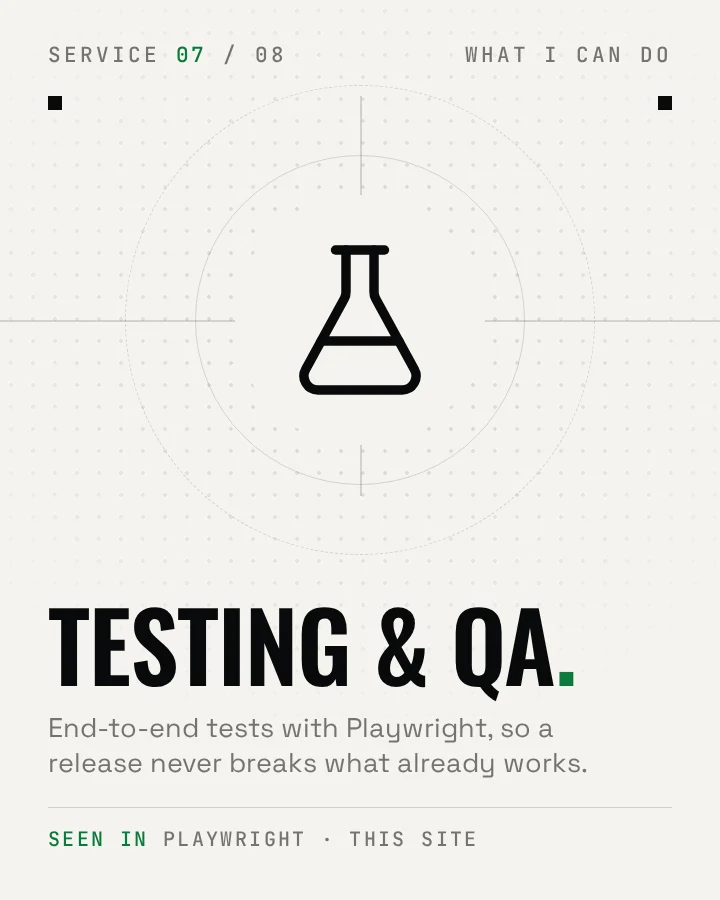 SERVICE 07 / 08
WHAT I CAN DO
TESTING & QA.
End-to-end tests with Playwright, so a
release never breaks what already works.
SEEN IN PLAYWRIGHT · THIS SITE